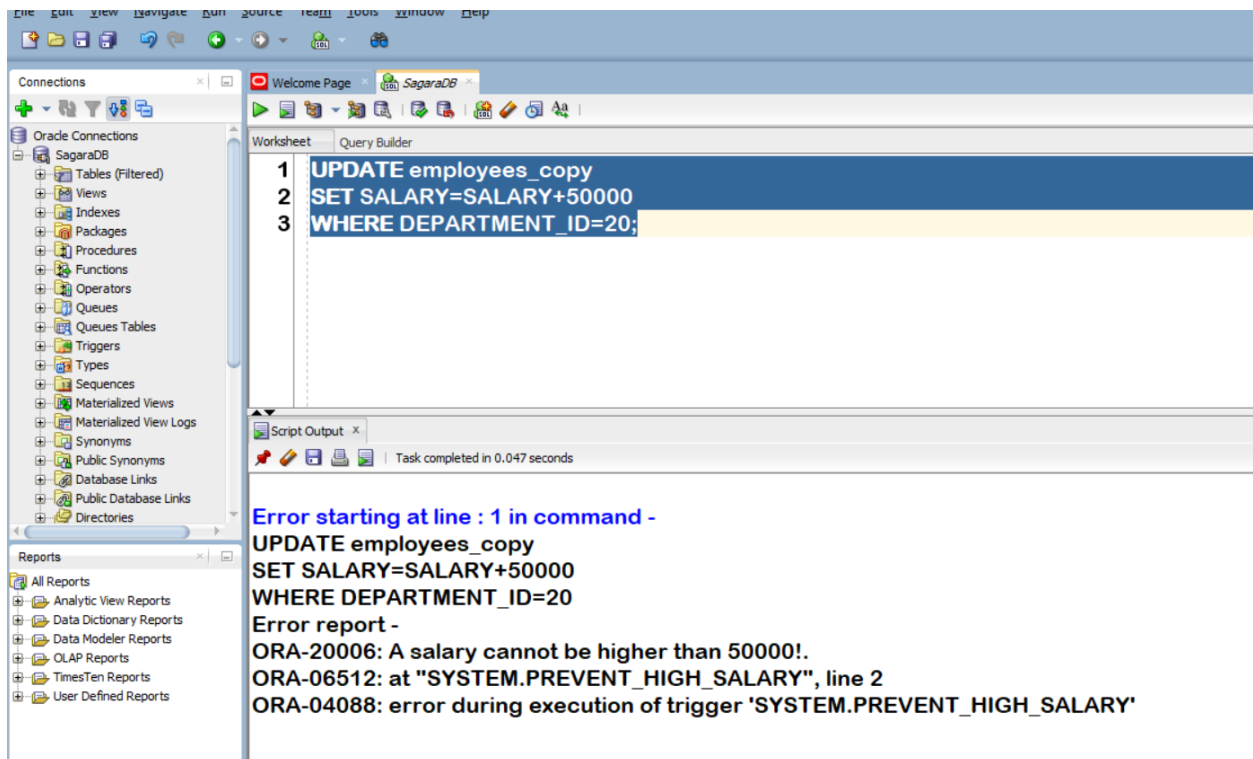 File Edit View Navigate Run Source Team Tools Window Help
Connections
Oracle Connections
SagaraDB
Tables (Filtered)
Views
Indexes
Packages
Procedures
Functions
Operators
Queues
Queues Tables
Triggers
Types
Sequences
Materialized Views
Materialized View Logs
Synonyms
Public Synonyms
Database Links
Public Database Links
Directories
Reports
All Reports
Analytic View Reports
Data Dictionary Reports
Data Modeler Reports
OLAP Reports
TimesTen Reports
User Defined Reports
Welcome Page SagaraDB
Worksheet Query Builder
1 UPDATE employees_copy
2 SET SALARY=SALARY+50000
3 WHERE DEPARTMENT_ID=20;
Script Output
Task completed in 0.047 seconds
Error starting at line : 1 in command -
UPDATE employees_copy
SET SALARY=SALARY+50000
WHERE DEPARTMENT_ID=20
Error report -
ORA-20006: A salary cannot be higher than 50000!.
ORA-06512: at "SYSTEM.PREVENT_HIGH_SALARY", line 2
ORA-04088: error during execution of trigger 'SYSTEM.PREVENT_HIGH_SALARY'